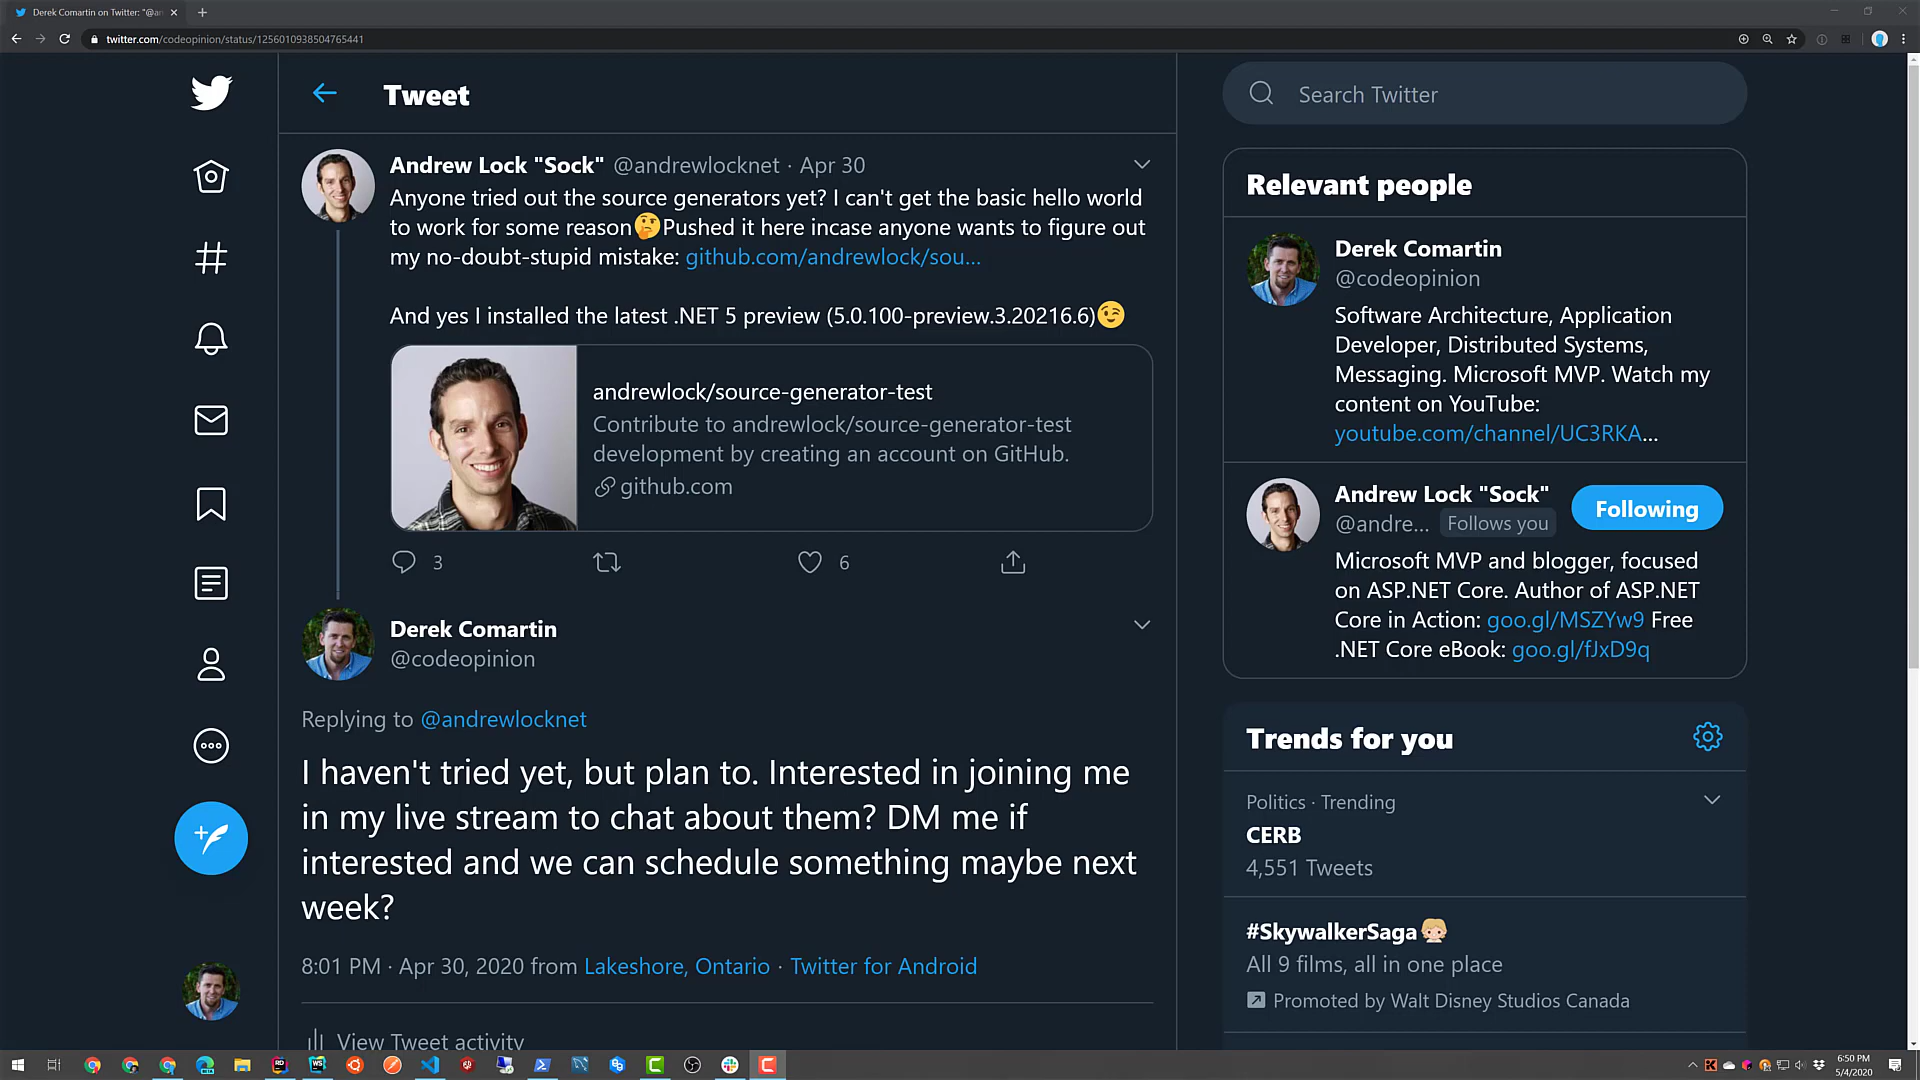 Derek Comartin on Twitter: "@an
twitter.com/codeopinion/status/1256010938504765441
Tweet
Search Twitter
Andrew Lock "Sock" @andrewlocknet · Apr 30
Anyone tried out the source generators yet? I can't get the basic hello world
to work for some reason🤔Pushed it here incase anyone wants to figure out
my no-doubt-stupid mistake: github.com/andrewlock/sou...
And yes I installed the latest .NET 5 preview (5.0.100-preview.3.20216.6)😉
andrewlock/source-generator-test
Contribute to andrewlock/source-generator-test
development by creating an account on GitHub.
github.com
3
6
Derek Comartin
@codeopinion
Replying to @andrewlocknet
I haven't tried yet, but plan to. Interested in joining me
in my live stream to chat about them? DM me if
interested and we can schedule something maybe next
week?
8:01 PM · Apr 30, 2020 from Lakeshore, Ontario · Twitter for Android
View Tweet activity
Relevant people
Derek Comartin
@codeopinion
Software Architecture, Application
Developer, Distributed Systems,
Messaging. Microsoft MVP. Watch my
content on YouTube:
youtube.com/channel/UC3RKA...
Andrew Lock "Sock"
@andre... Follows you
Following
Microsoft MVP and blogger, focused
on ASP.NET Core. Author of ASP.NET
Core in Action: goo.gl/MSZYw9 Free
.NET Core eBook: goo.gl/fJxD9q
Trends for you
Politics · Trending
CERB
4,551 Tweets
#SkywalkerSaga
All 9 films, all in one place
Promoted by Walt Disney Studios Canada
6:50 PM
5/4/2020